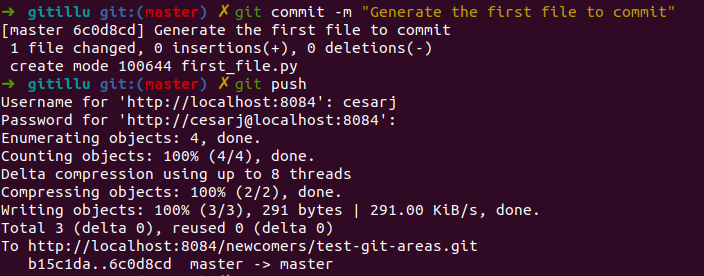 ➜ gitillu git:(master) ✗ git commit -m "Generate the first file to commit"
[master 6c0d8cd] Generate the first file to commit
 1 file changed, 0 insertions(+), 0 deletions(-)
 create mode 100644 first_file.py
➜ gitillu git:(master) ✗ git push
Username for 'http://localhost:8084': cesarj
Password for 'http://cesarj@localhost:8084':
Enumerating objects: 4, done.
Counting objects: 100% (4/4), done.
Delta compression using up to 8 threads
Compressing objects: 100% (2/2), done.
Writing objects: 100% (3/3), 291 bytes | 291.00 KiB/s, done.
Total 3 (delta 0), reused 0 (delta 0)
To http://localhost:8084/newcomers/test-git-areas.git
   b15c1da..6c0d8cd  master -> master